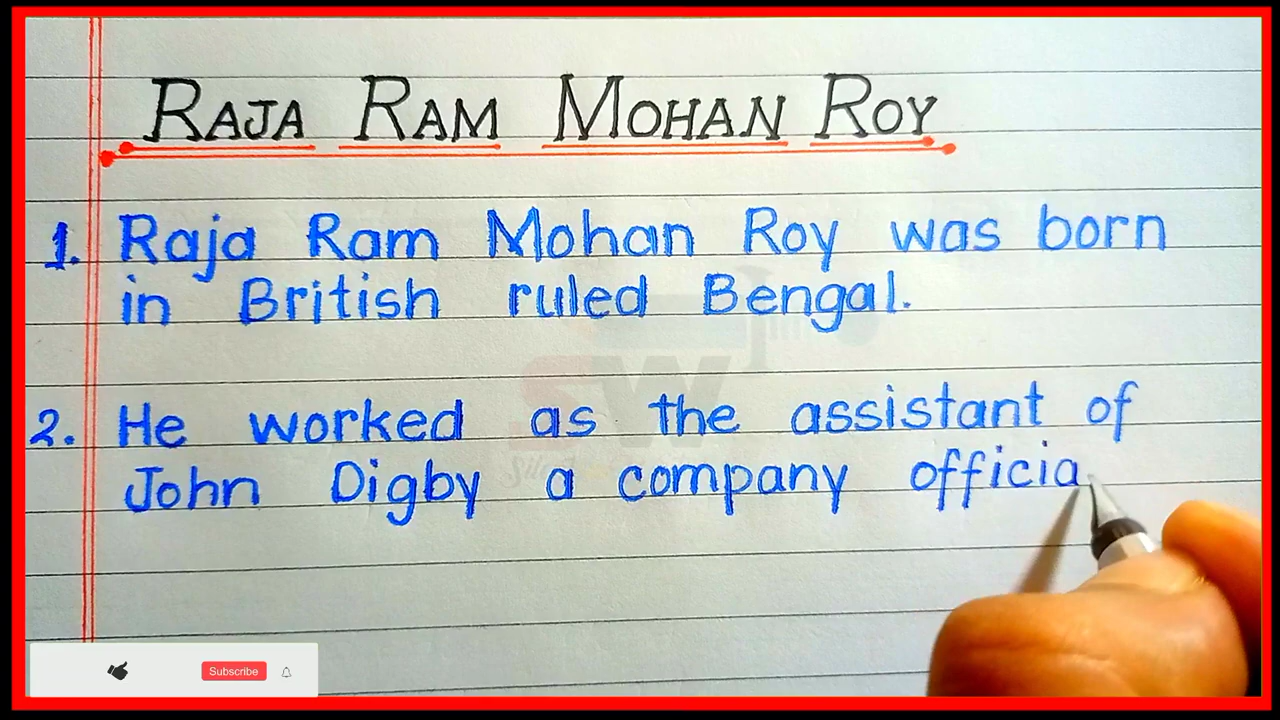 RAJA RAM MOHAN ROY
1. Raja Ram Mohan Roy was born
in British ruled Bengal.
2. He worked as the assistant of
John Digby a company officia
SW
Subscribe